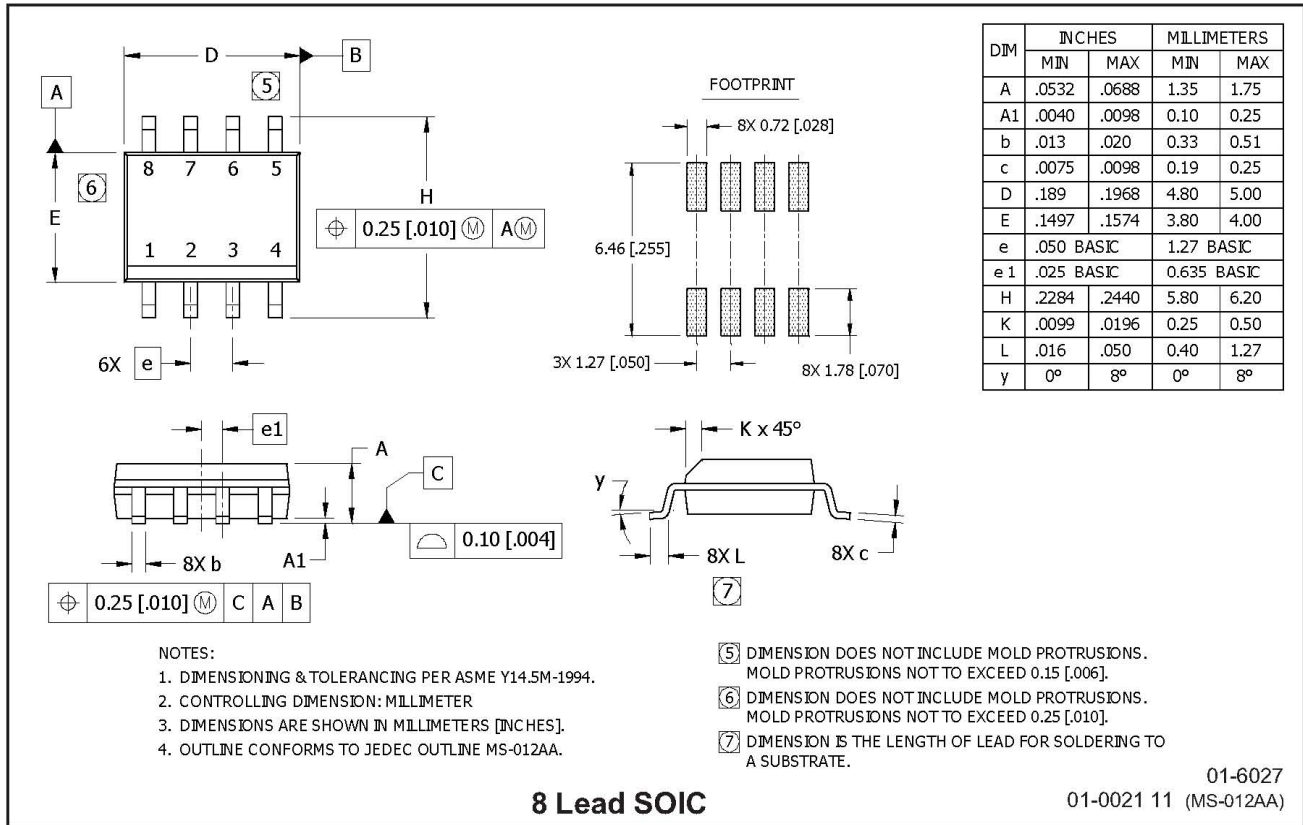 D
B
5
A
8 7 6 5
6
E
H
⌖ 0.25 [.010] Ⓜ AⓂ
1 2 3 4
6X e
FOOTPRINT
8X 0.72 [.028]
6.46 [.255]
3X 1.27 [.050]
8X 1.78 [.070]
DIM INCHES MILLIMETERS
MIN MAX MIN MAX
A .0532 .0688 1.35 1.75
A1 .0040 .0098 0.10 0.25
b .013 .020 0.33 0.51
c .0075 .0098 0.19 0.25
D .189 .1968 4.80 5.00
E .1497 .1574 3.80 4.00
e .050 BASIC 1.27 BASIC
e1 .025 BASIC 0.635 BASIC
H .2284 .2440 5.80 6.20
K .0099 .0196 0.25 0.50
L .016 .050 0.40 1.27
y 0° 8° 0° 8°
e1
A
C
0.10 [.004]
A1
8X b
⌖ 0.25 [.010] Ⓜ C A B
K x 45°
y
8X L
7
8X c
NOTES:
1. DIMENSIONING & TOLERANCING PER ASME Y14.5M-1994.
2. CONTROLLING DIMENSION: MILLIMETER
3. DIMENSIONS ARE SHOWN IN MILLIMETERS [INCHES].
4. OUTLINE CONFORMS TO JEDEC OUTLINE MS-012AA.
5 DIMENSION DOES NOT INCLUDE MOLD PROTRUSIONS.
MOLD PROTRUSIONS NOT TO EXCEED 0.15 [.006].
6 DIMENSION DOES NOT INCLUDE MOLD PROTRUSIONS.
MOLD PROTRUSIONS NOT TO EXCEED 0.25 [.010].
7 DIMENSION IS THE LENGTH OF LEAD FOR SOLDERING TO
A SUBSTRATE.
8 Lead SOIC
01-6027
01-0021 11 (MS-012AA)